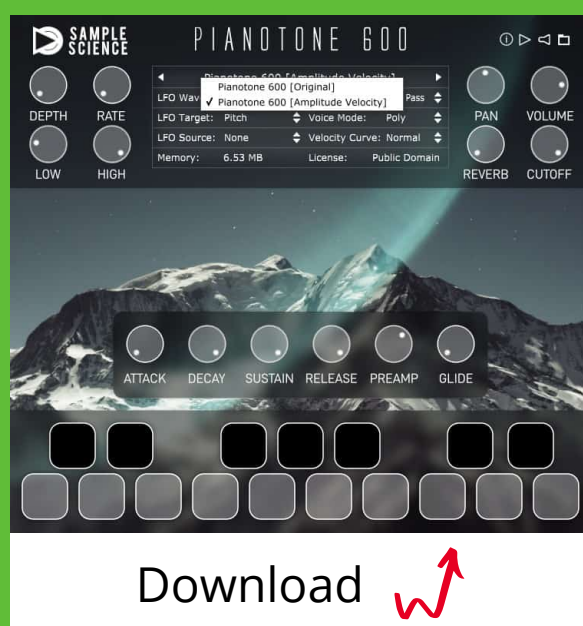 SAMPLE
SCIENCE
PIANOTONE 600
Pianotone 600 [Amplitude Velocity]
Pianotone 600 [Original]
✓ Pianotone 600 [Amplitude Velocity]
LFO Wav Pass
LFO Target: Pitch Voice Mode: Poly
LFO Source: None Velocity Curve: Normal
Memory: 6.53 MB License: Public Domain
DEPTH RATE PAN VOLUME
LOW HIGH REVERB CUTOFF
ATTACK DECAY SUSTAIN RELEASE PREAMP GLIDE
Download